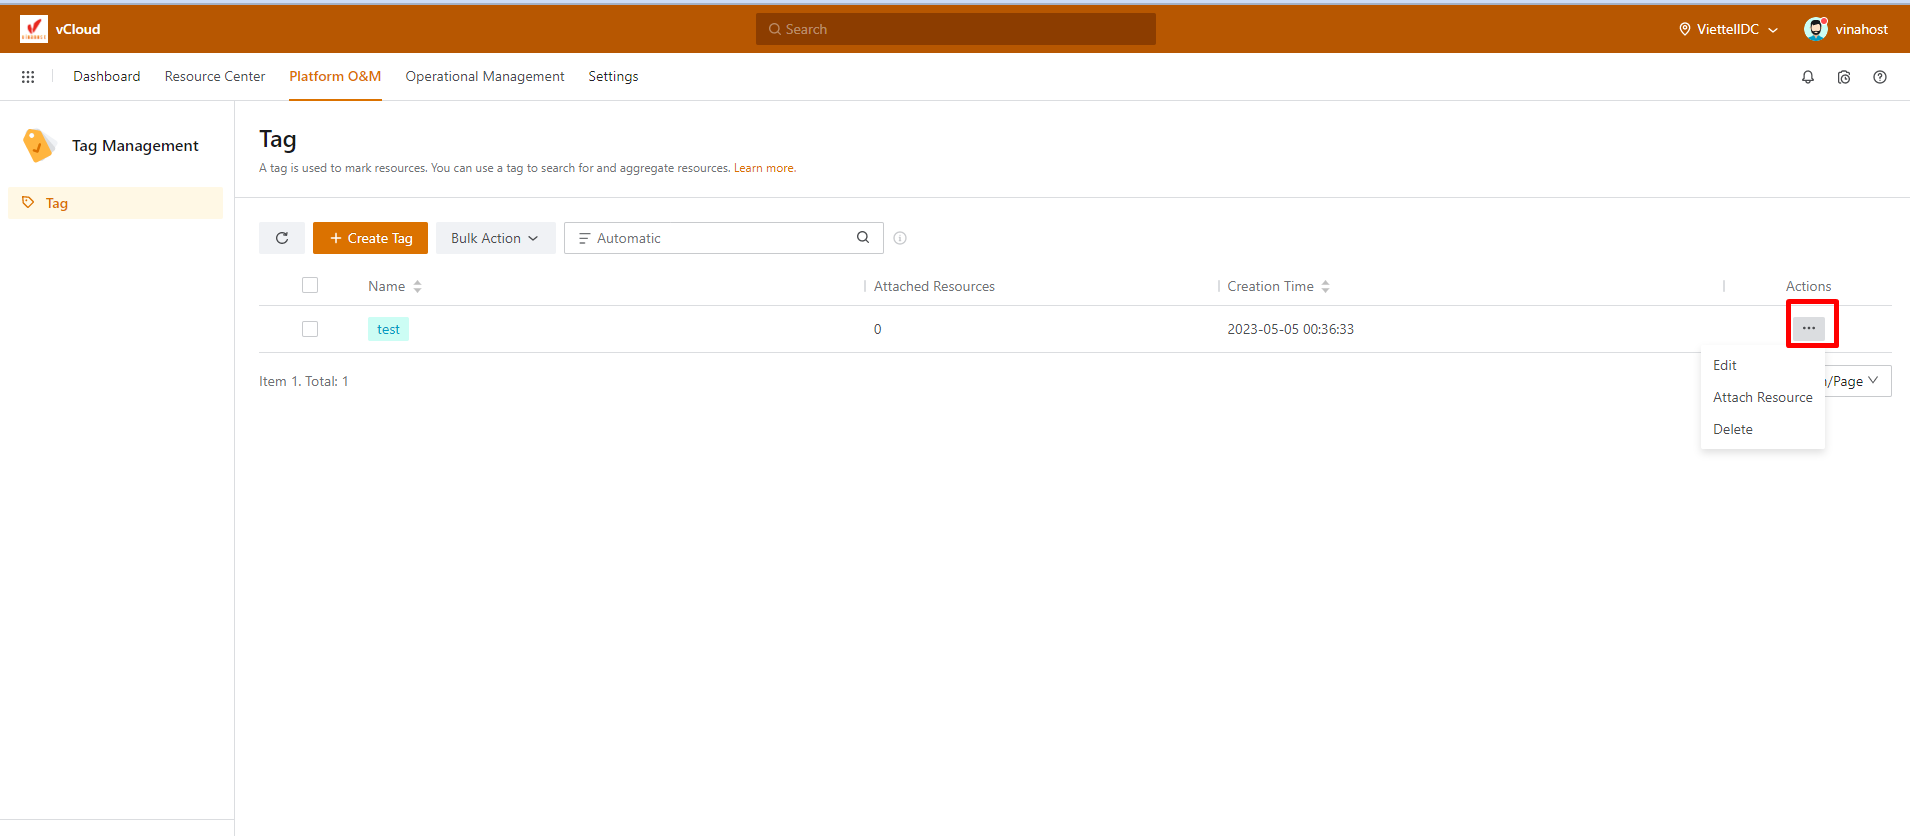 vCloud
Search
ViettelIDC
vinahost
Dashboard Resource Center Platform O&M Operational Management Settings
Tag Management
Tag
Tag
A tag is used to mark resources. You can use a tag to search for and aggregate resources. Learn more.
+ Create Tag
Bulk Action
Automatic
Name Attached Resources Creation Time Actions
test 0 2023-05-05 00:36:33 ...
Item 1. Total: 1
/Page
Edit
Attach Resource
Delete